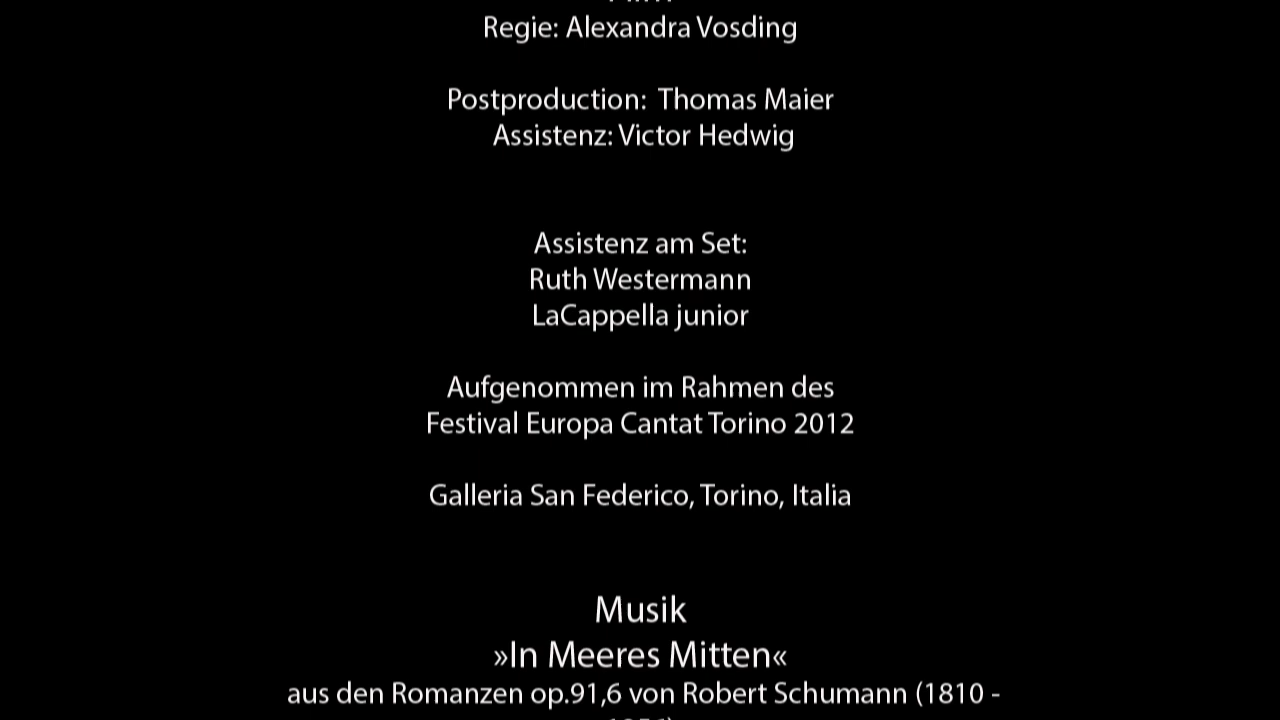 Regie: Alexandra Vosding
Postproduction: Thomas Maier
Assistenz: Victor Hedwig
Assistenz am Set:
Ruth Westermann
LaCappella junior
Aufgenommen im Rahmen des
Festival Europa Cantat Torino 2012
Galleria San Federico, Torino, Italia
Musik
»In Meeres Mitten«
aus den Romanzen op.91,6 von Robert Schumann (1810 -